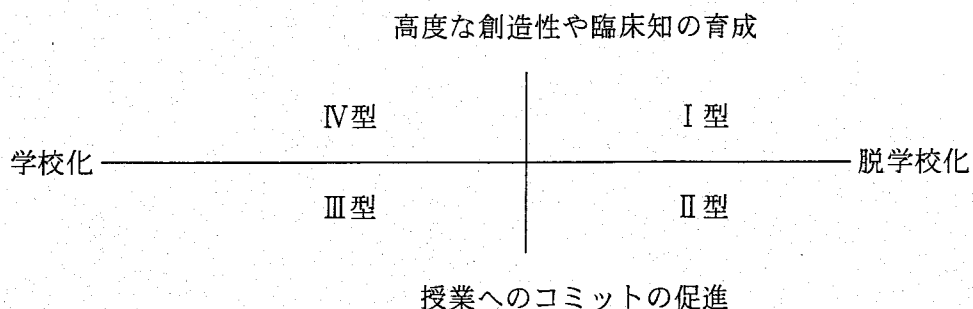 高度な創造性や臨床知の育成
Ⅳ型 Ⅰ型
学校化 脱学校化
Ⅲ型 Ⅱ型
授業へのコミットの促進